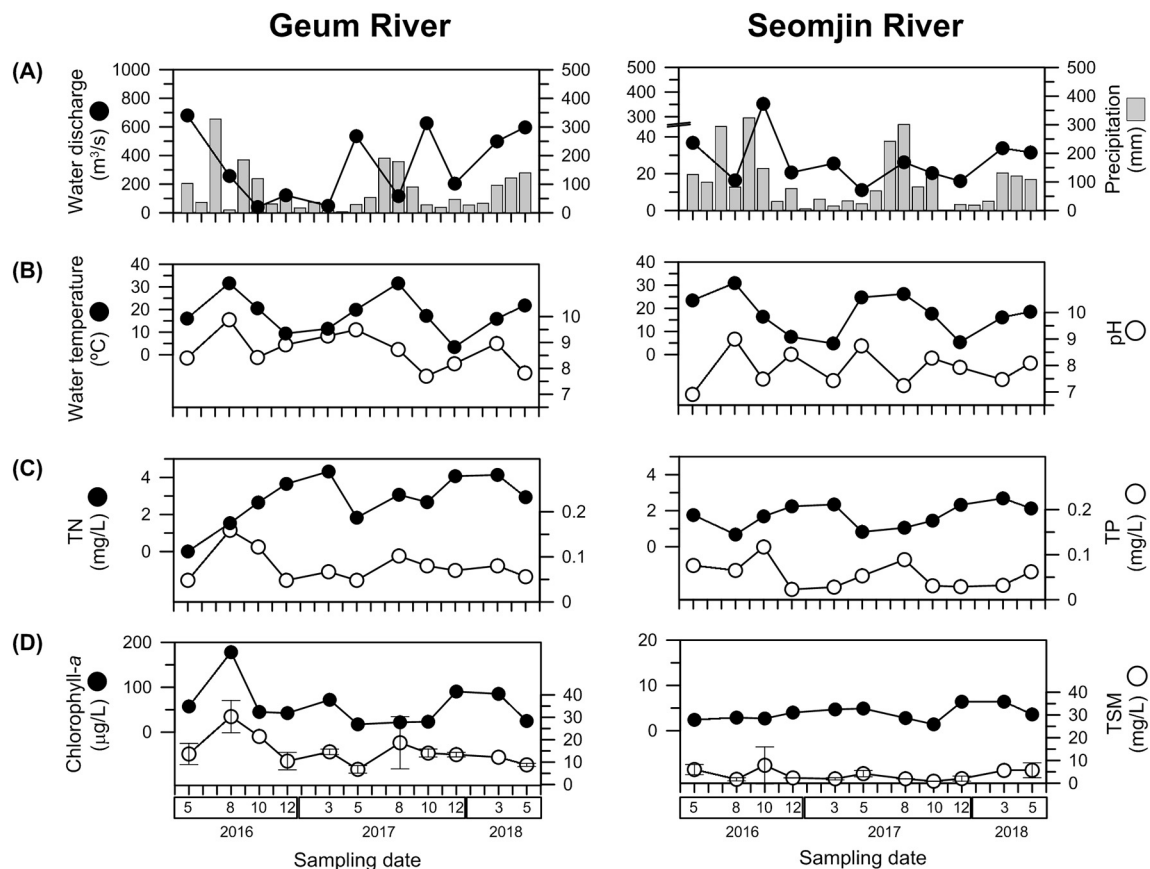 Geum River
Seomjin River
(A)
Water discharge
(m³/s)
1000
800
600
400
200
0
500
400
300
200
100
0
500
400
300
40
20
0
500
400
300
200
100
0
Precipitation
(mm)
(B)
Water temperature
(ºC)
40
30
20
10
0
10
9
8
7
40
30
20
10
0
10
9
8
7
pH
(C)
TN
(mg/L)
4
2
0
0.2
0.1
0
4
2
0
0.2
0.1
0
TP
(mg/L)
(D)
Chlorophyll-a
(µg/L)
200
100
0
40
30
20
10
0
20
10
0
40
30
20
10
0
TSM
(mg/L)
5 8 10 12 3 5 8 10 12 3 5
2016 2017 2018
Sampling date
5 8 10 12 3 5 8 10 12 3 5
2016 2017 2018
Sampling date